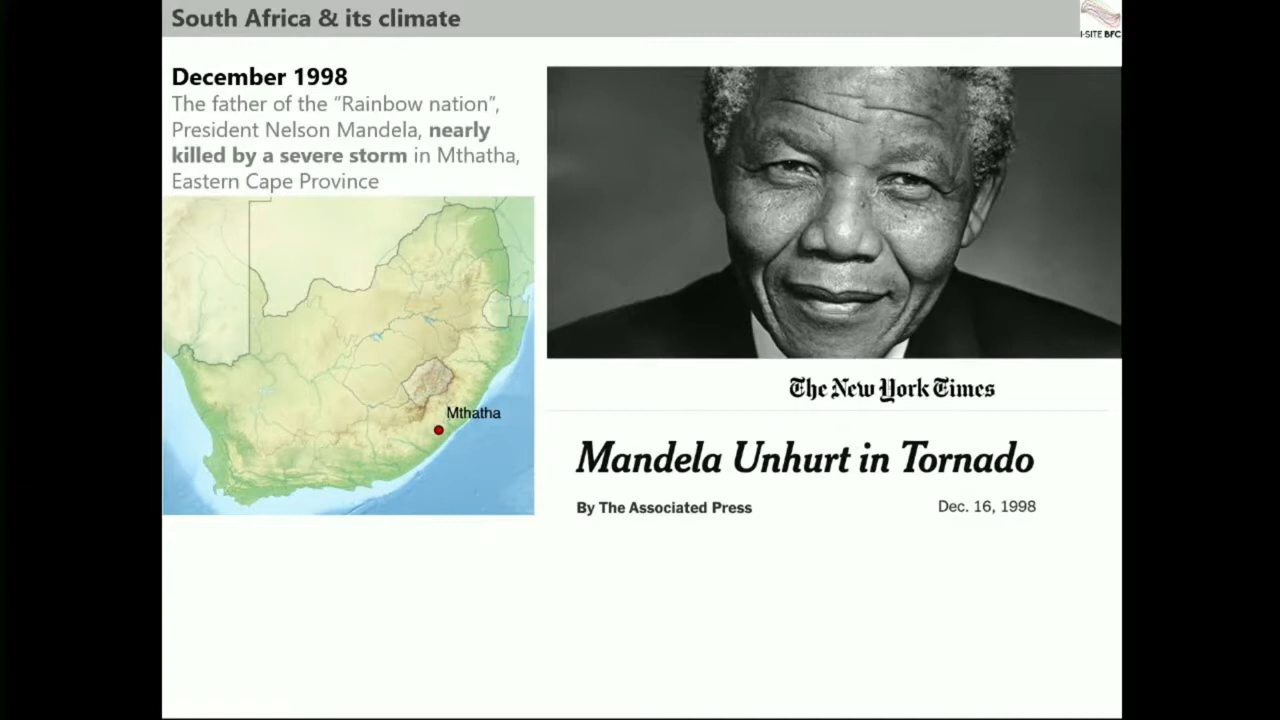 South Africa & its climate
I-SITE BFC
December 1998
The father of the “Rainbow nation”,
President Nelson Mandela, nearly
killed by a severe storm in Mthatha,
Eastern Cape Province
Mthatha
The New York Times
Mandela Unhurt in Tornado
By The Associated Press
Dec. 16, 1998